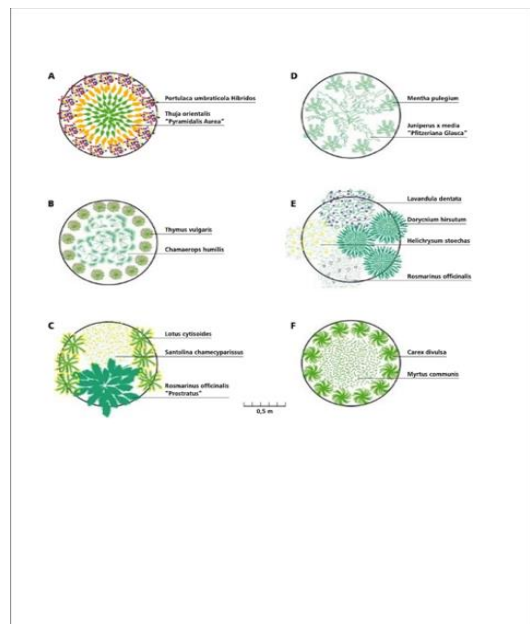 A
Portulaca umbraticola Hibridos
Thuja orientalis
"Pyramidalis Aurea"
B
Thymus vulgaris
Chamaerops humilis
C
Lotus cytisoides
Santolina chamecyparissus
Rosmarinus officinalis
"Prostratus"
D
Mentha pulegium
Juniperus x media
"Pfitzeriana Glauca"
E
Lavandula dentata
Dorycnium hirsutum
Helichrysum stoechas
Rosmarinus officinalis
F
Carex divulsa
Myrtus communis
0,5 m